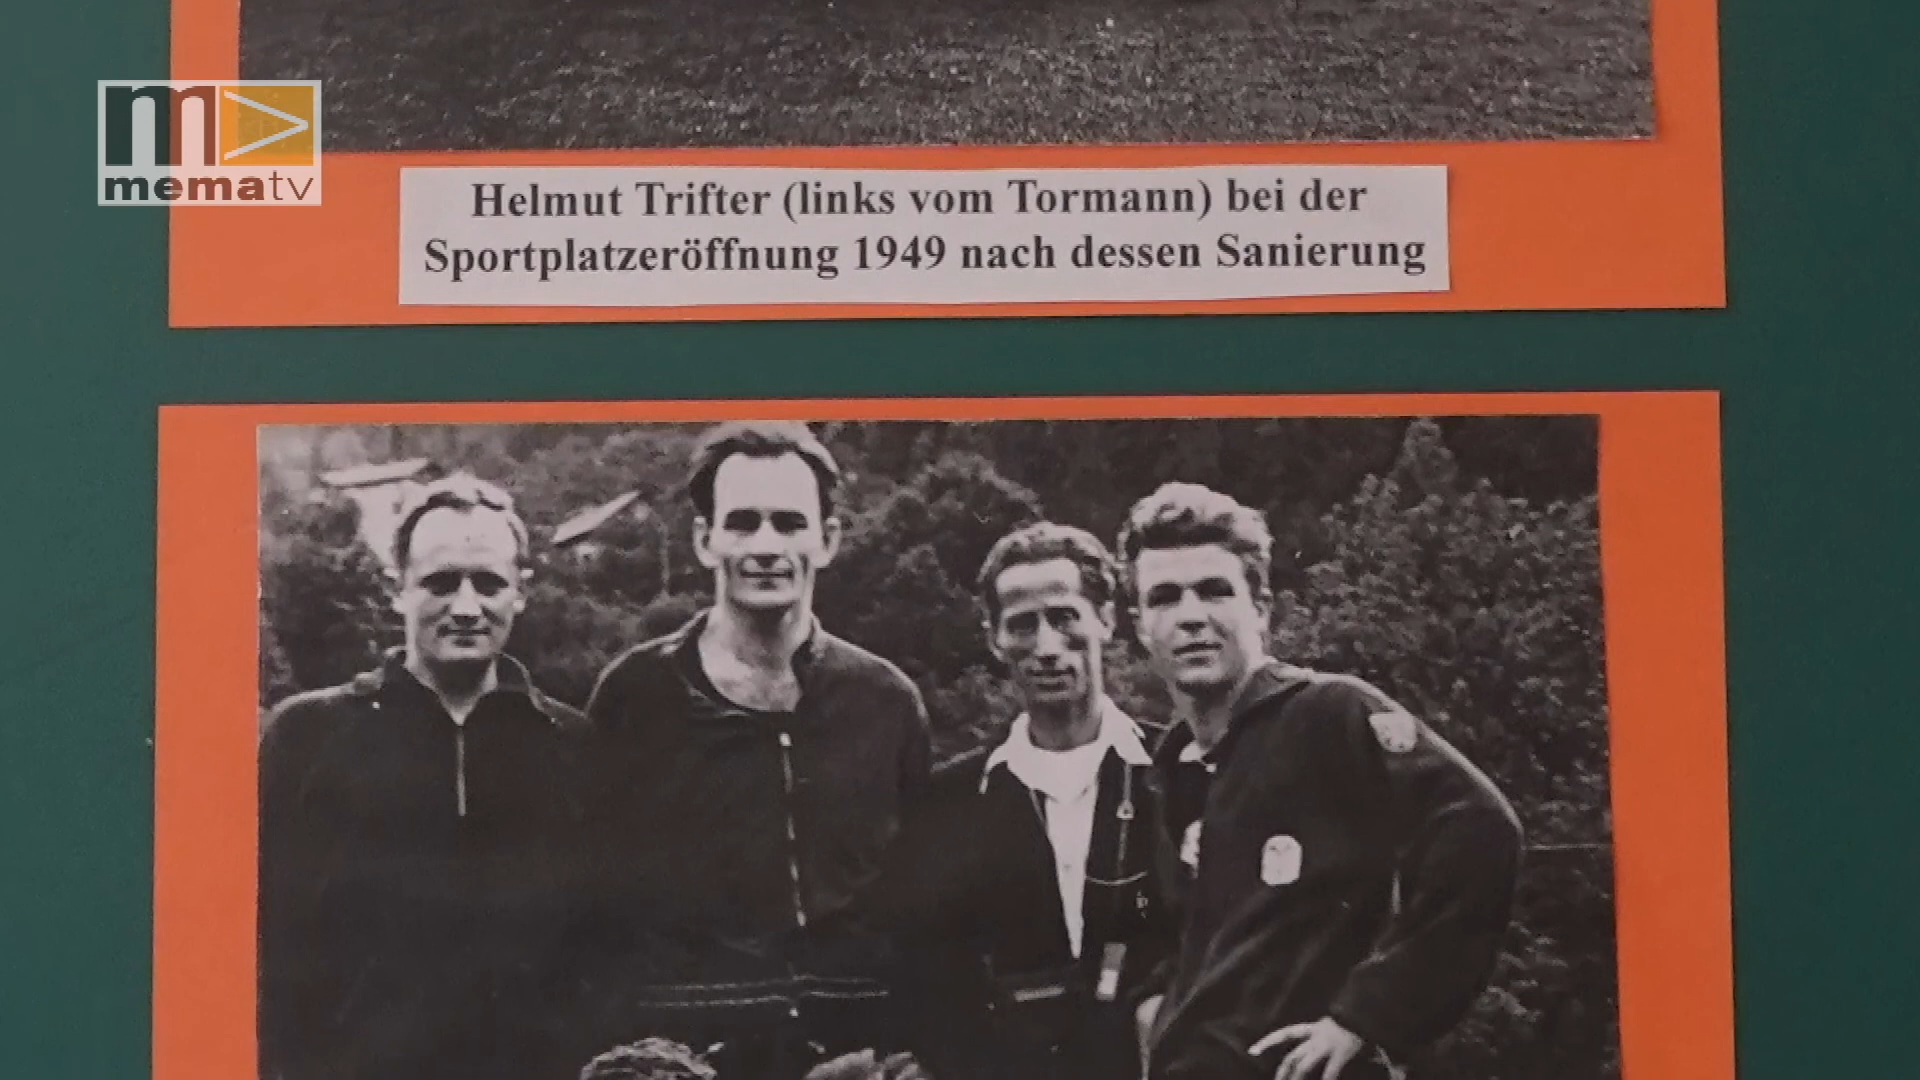 mematv
Helmut Trifter (links vom Tormann) bei der
Sportplatzeröffnung 1949 nach dessen Sanierung